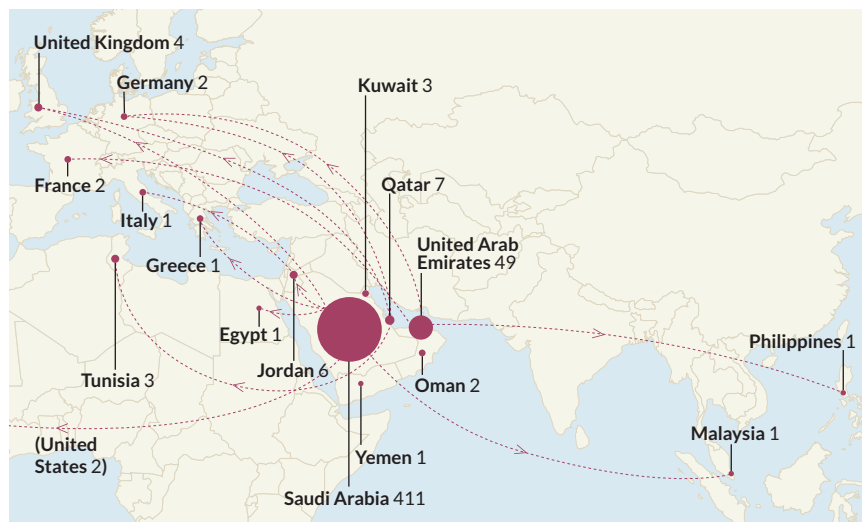 United Kingdom 4
Germany 2
Kuwait 3
France 2
Qatar 7
Italy 1
United Arab
Emirates 49
Greece 1
Egypt 1
Philippines 1
Jordan 6
Tunisia 3
Oman 2
(United
States 2)
Malaysia 1
Yemen 1
Saudi Arabia 411